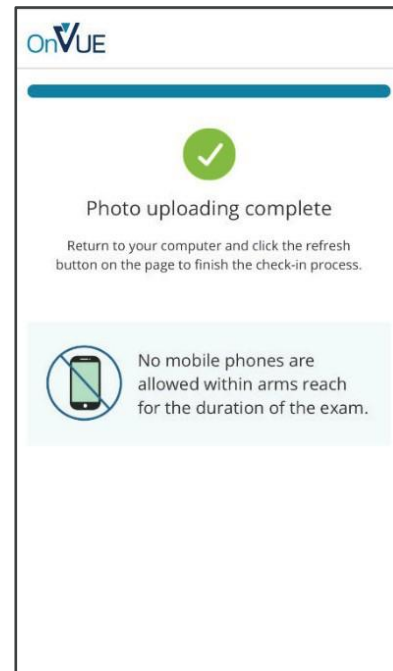 OnVUE
Photo uploading complete
Return to your computer and click the refresh
button on the page to finish the check-in process.
No mobile phones are
allowed within arms reach
for the duration of the exam.